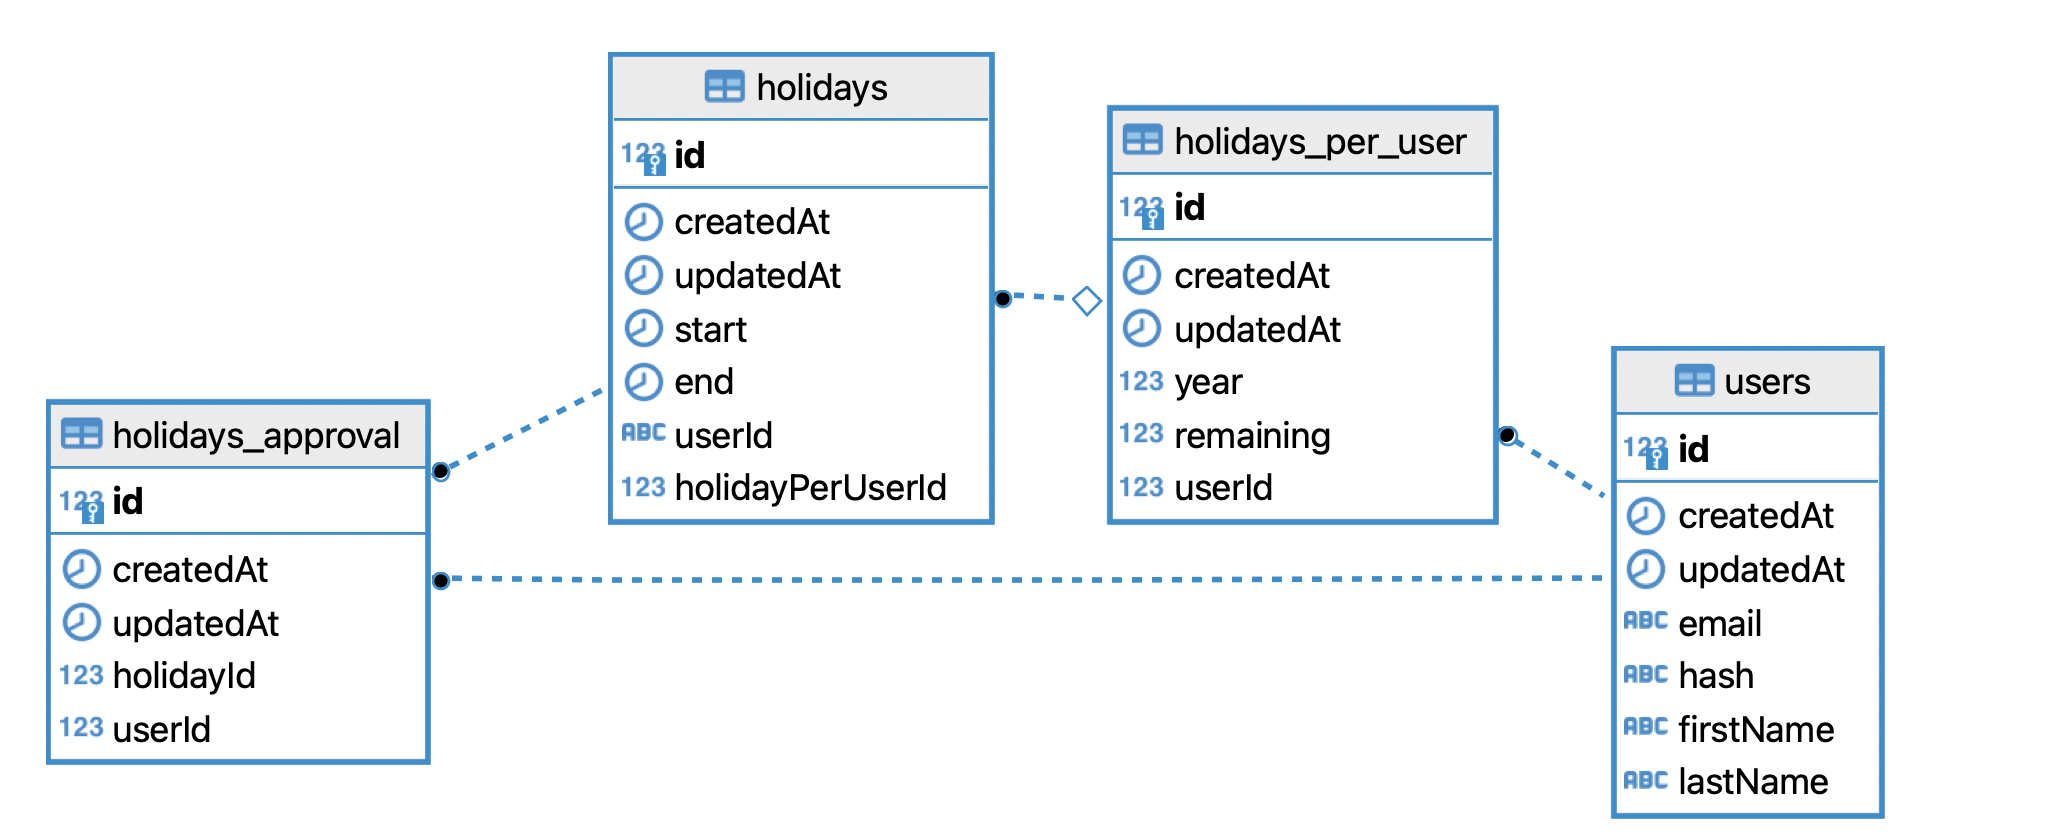 holidays
123 id
createdAt
updatedAt
start
end
ABC userId
123 holidayPerUserId
holidays_per_user
123 id
createdAt
updatedAt
123 year
123 remaining
123 userId
users
123 id
createdAt
updatedAt
ABC email
ABC hash
ABC firstName
ABC lastName
holidays_approval
123 id
createdAt
updatedAt
123 holidayId
123 userId